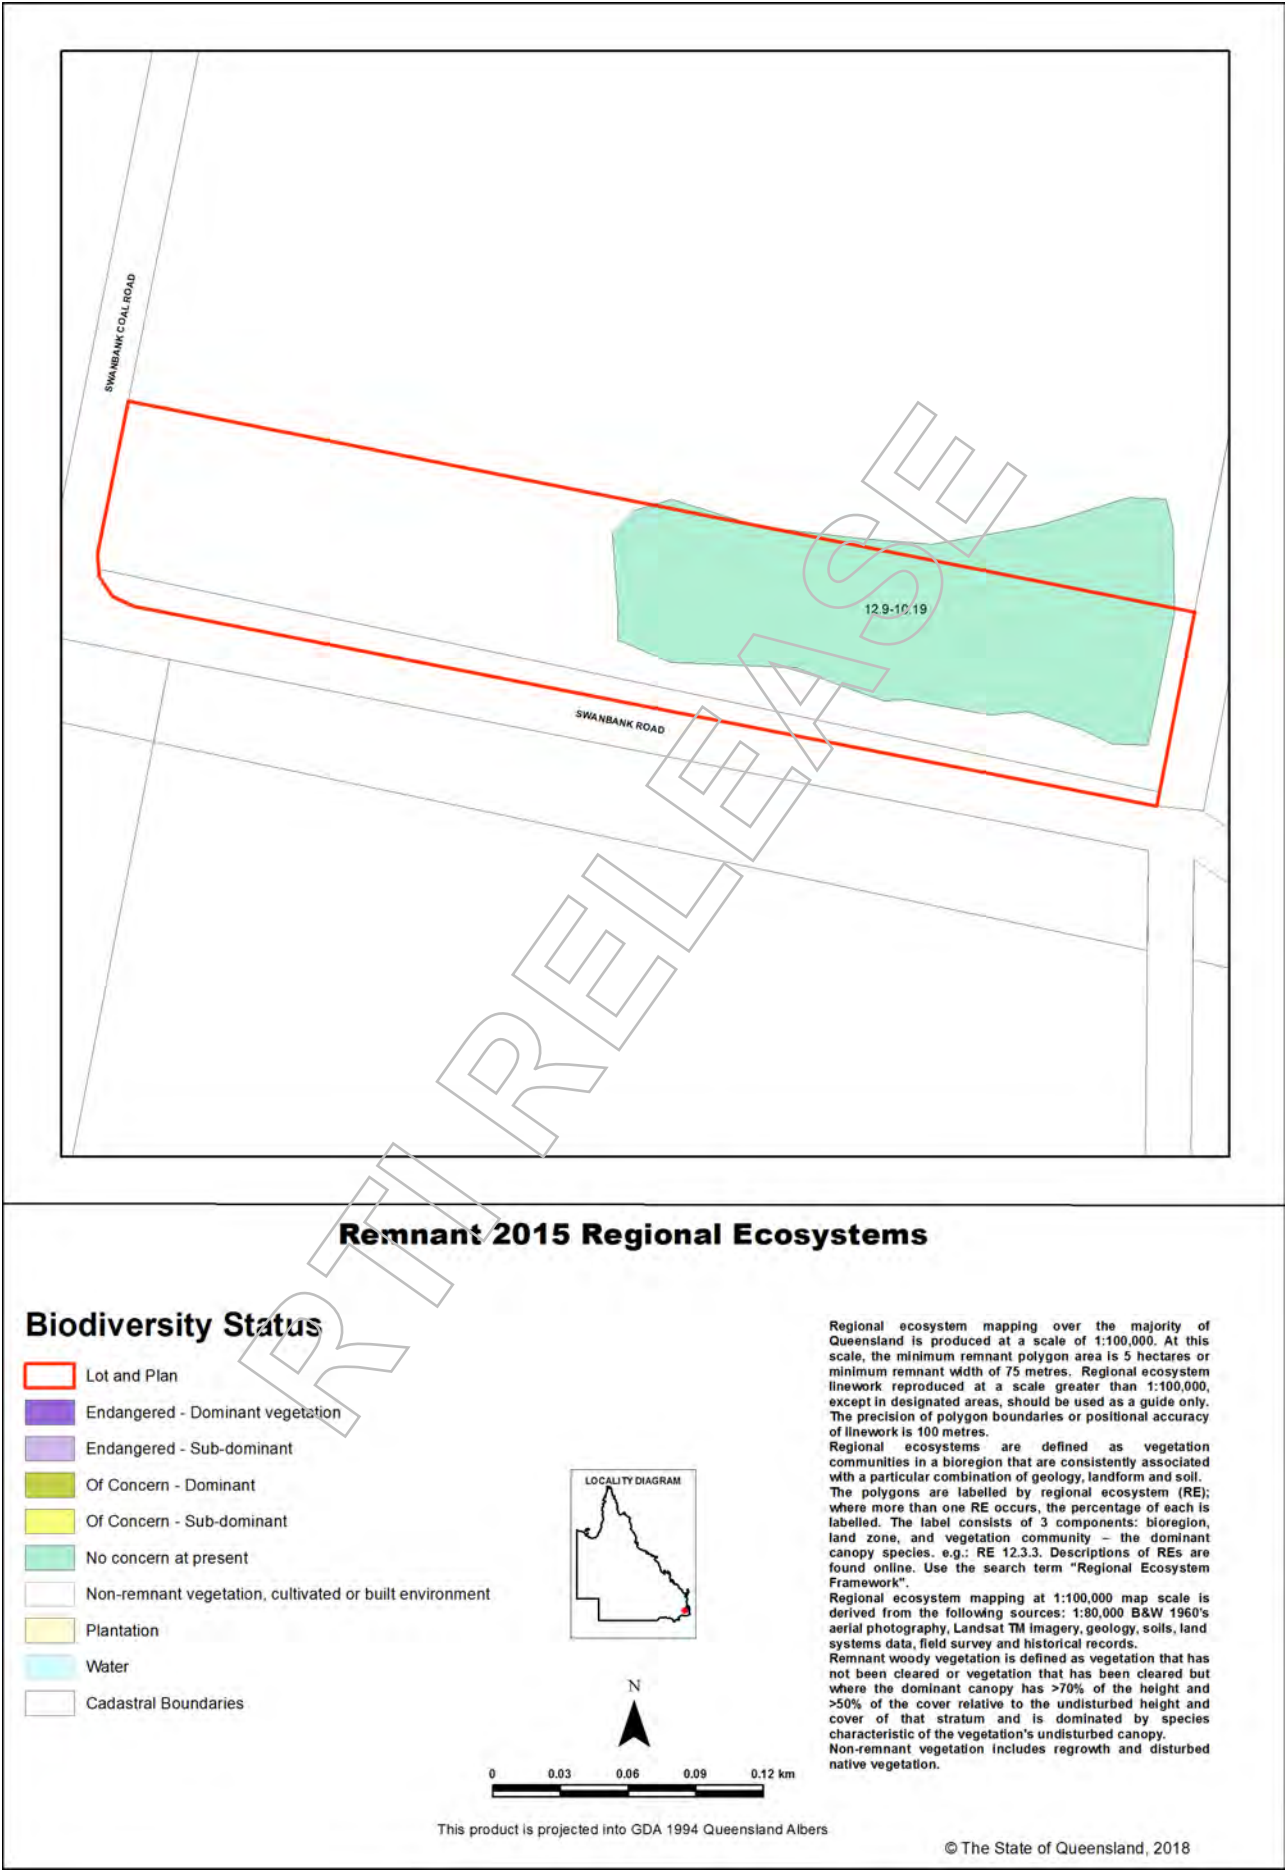 SWANBANK COAL ROAD
12.9-10.19
SWANBANK ROAD
RTI RELEASE
Remnant 2015 Regional Ecosystems
Biodiversity Status
Lot and Plan
Endangered - Dominant vegetation
Endangered - Sub-dominant
Of Concern - Dominant
Of Concern - Sub-dominant
No concern at present
Non-remnant vegetation, cultivated or built environment
Plantation
Water
Cadastral Boundaries
LOCALITY DIAGRAM
N
0 0.03 0.06 0.09 0.12 km
This product is projected into GDA 1994 Queensland Albers
Regional ecosystem mapping over the majority of
Queensland is produced at a scale of 1:100,000. At this
scale, the minimum remnant polygon area is 5 hectares or
minimum remnant width of 75 metres. Regional ecosystem
linework reproduced at a scale greater than 1:100,000,
except in designated areas, should be used as a guide only.
The precision of polygon boundaries or positional accuracy
of linework is 100 metres.
Regional ecosystems are defined as vegetation
communities in a bioregion that are consistently associated
with a particular combination of geology, landform and soil.
The polygons are labelled by regional ecosystem (RE);
where more than one RE occurs, the percentage of each is
labelled. The label consists of 3 components: bioregion,
land zone, and vegetation community – the dominant
canopy species. e.g.: RE 12.3.3. Descriptions of REs are
found online. Use the search term "Regional Ecosystem
Framework".
Regional ecosystem mapping at 1:100,000 map scale is
derived from the following sources: 1:80,000 B&W 1960's
aerial photography, Landsat TM imagery, geology, soils, land
systems data, field survey and historical records.
Remnant woody vegetation is defined as vegetation that has
not been cleared or vegetation that has been cleared but
where the dominant canopy has >70% of the height and
>50% of the cover relative to the undisturbed height and
cover of that stratum and is dominated by species
characteristic of the vegetation's undisturbed canopy.
Non-remnant vegetation includes regrowth and disturbed
native vegetation.
© The State of Queensland, 2018